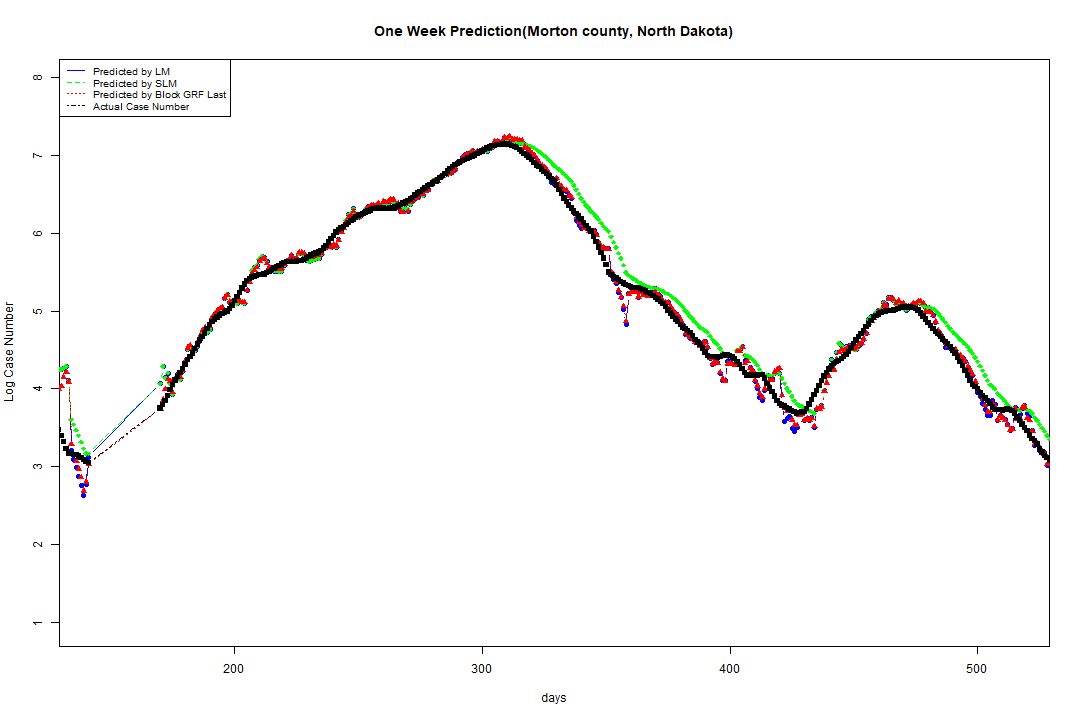 One Week Prediction(Morton county, North Dakota)
Predicted by LM
Predicted by SLM
Predicted by Block GRF Last
Actual Case Number
8
7
6
5
4
3
2
1
Log Case Number
200 300 400 500
days